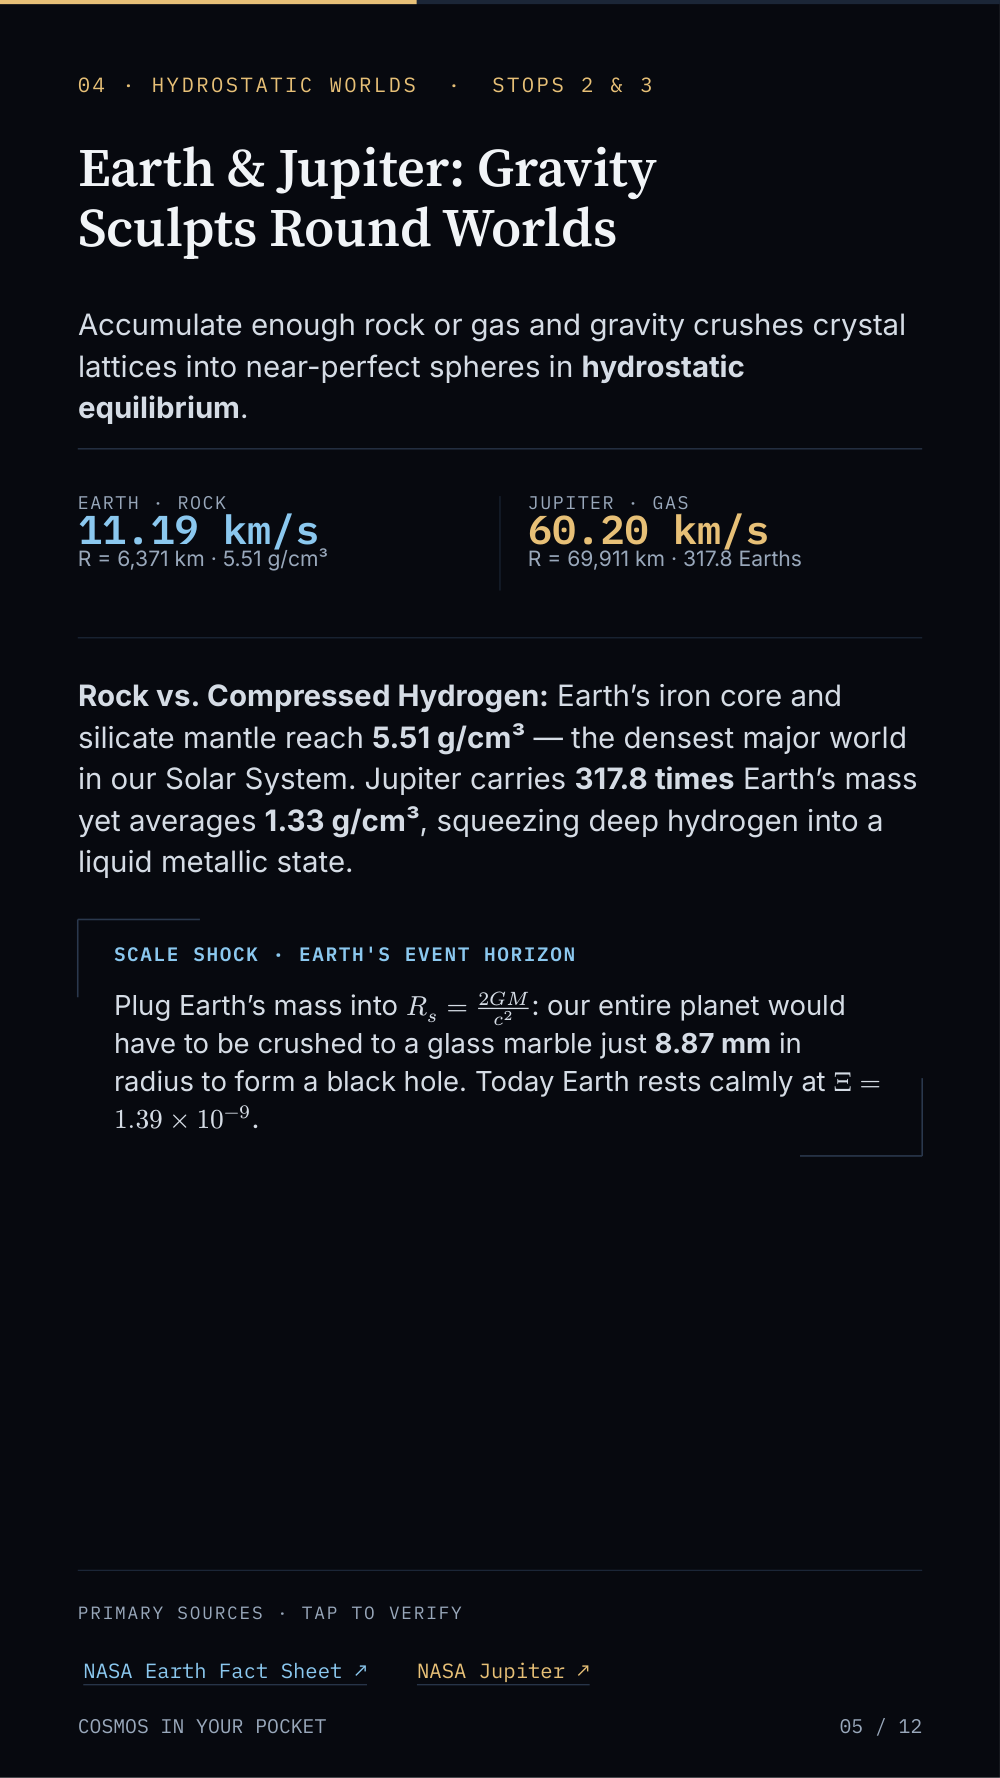 04 · HYDROSTATIC WORLDS · STOPS 2 & 3
Earth & Jupiter: Gravity
Sculpts Round Worlds
Accumulate enough rock or gas and gravity crushes crystal
lattices into near-perfect spheres in hydrostatic
equilibrium.
EARTH · ROCK
11.19 km/s
R = 6,371 km · 5.51 g/cm³
JUPITER · GAS
60.20 km/s
R = 69,911 km · 317.8 Earths
Rock vs. Compressed Hydrogen: Earth’s iron core and
silicate mantle reach 5.51 g/cm³ — the densest major world
in our Solar System. Jupiter carries 317.8 times Earth’s mass
yet averages 1.33 g/cm³, squeezing deep hydrogen into a
liquid metallic state.
SCALE SHOCK · EARTH'S EVENT HORIZON
Plug Earth’s mass into $R_s = \frac{2GM}{c^2}$: our entire planet would
have to be crushed to a glass marble just 8.87 mm in
radius to form a black hole. Today Earth rests calmly at Ξ =
1.39 × 10⁻⁹.
PRIMARY SOURCES · TAP TO VERIFY
NASA Earth Fact Sheet ↗ NASA Jupiter ↗
COSMOS IN YOUR POCKET 05 / 12